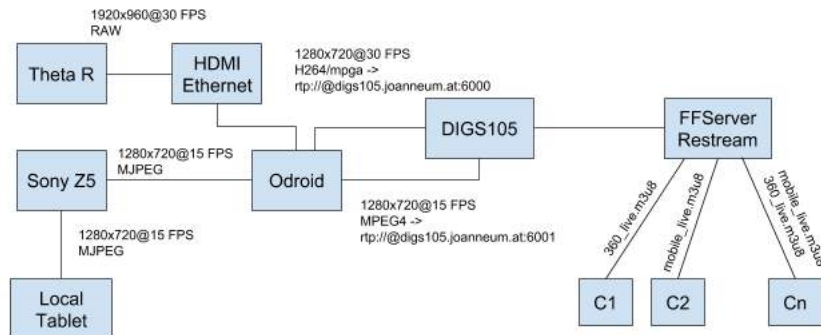 1920x960@30 FPS
RAW
Theta R
HDMI
Ethernet
1280x720@30 FPS
H264/mpga ->
rtp://@digs105.joanneum.at:6000
DIGS105
FFServer
Restream
Sony Z5
1280x720@15 FPS
MJPEG
Odroid
1280x720@15 FPS
MPEG4 ->
rtp://@digs105.joanneum.at:6001
1280x720@15 FPS
MJPEG
Local
Tablet
360_live.m3u8
mobile_live.m3u8
mobile_live.m3u8
360_live.m3u8
C1
C2
Cn